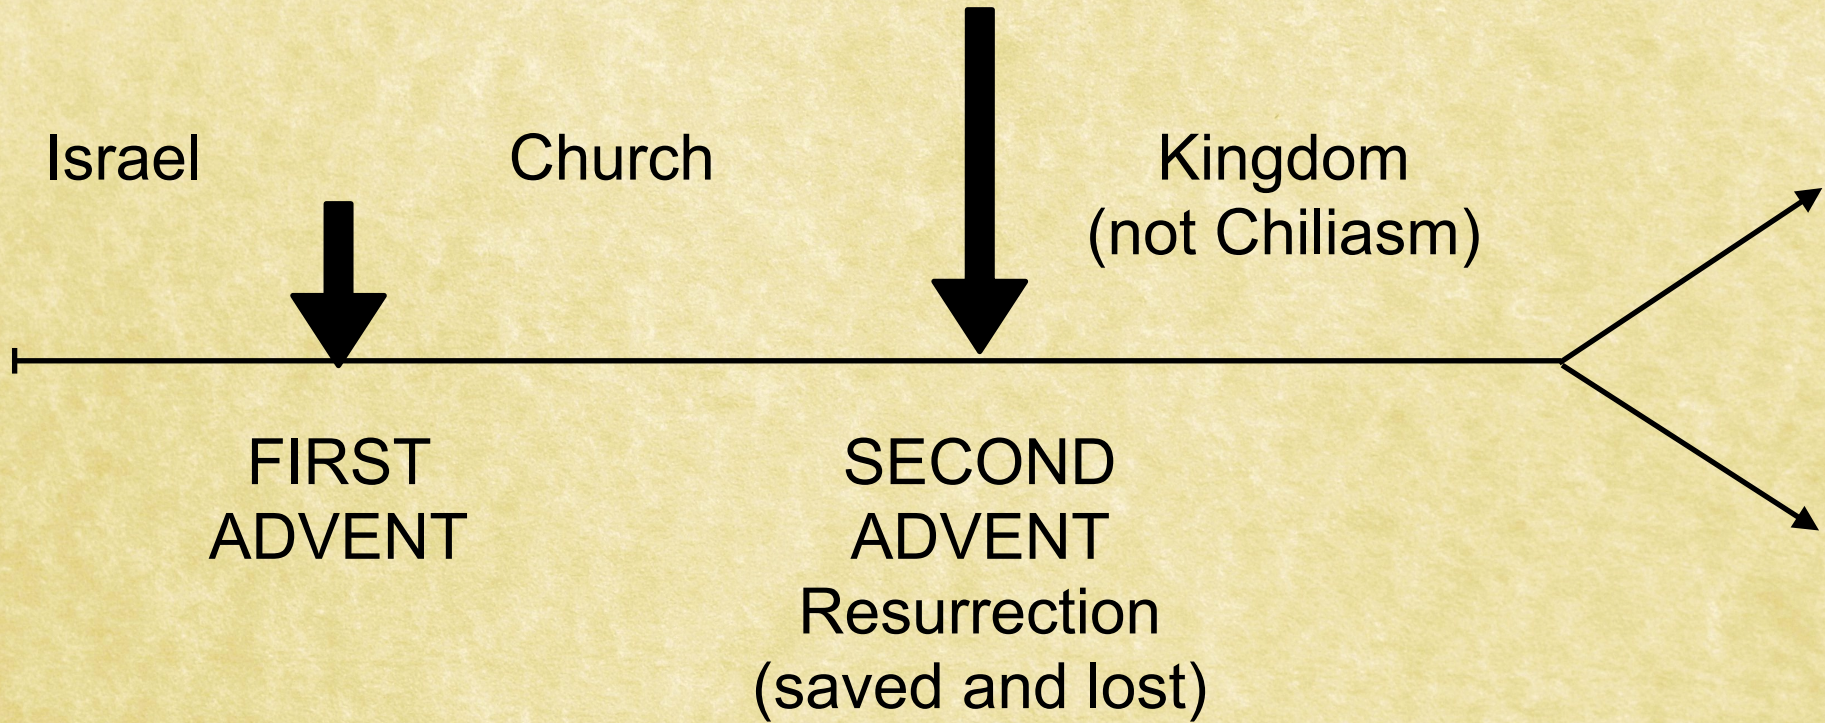 Israel
Church
Kingdom
(not Chiliasm)
FIRST
ADVENT
SECOND
ADVENT
Resurrection
(saved and lost)